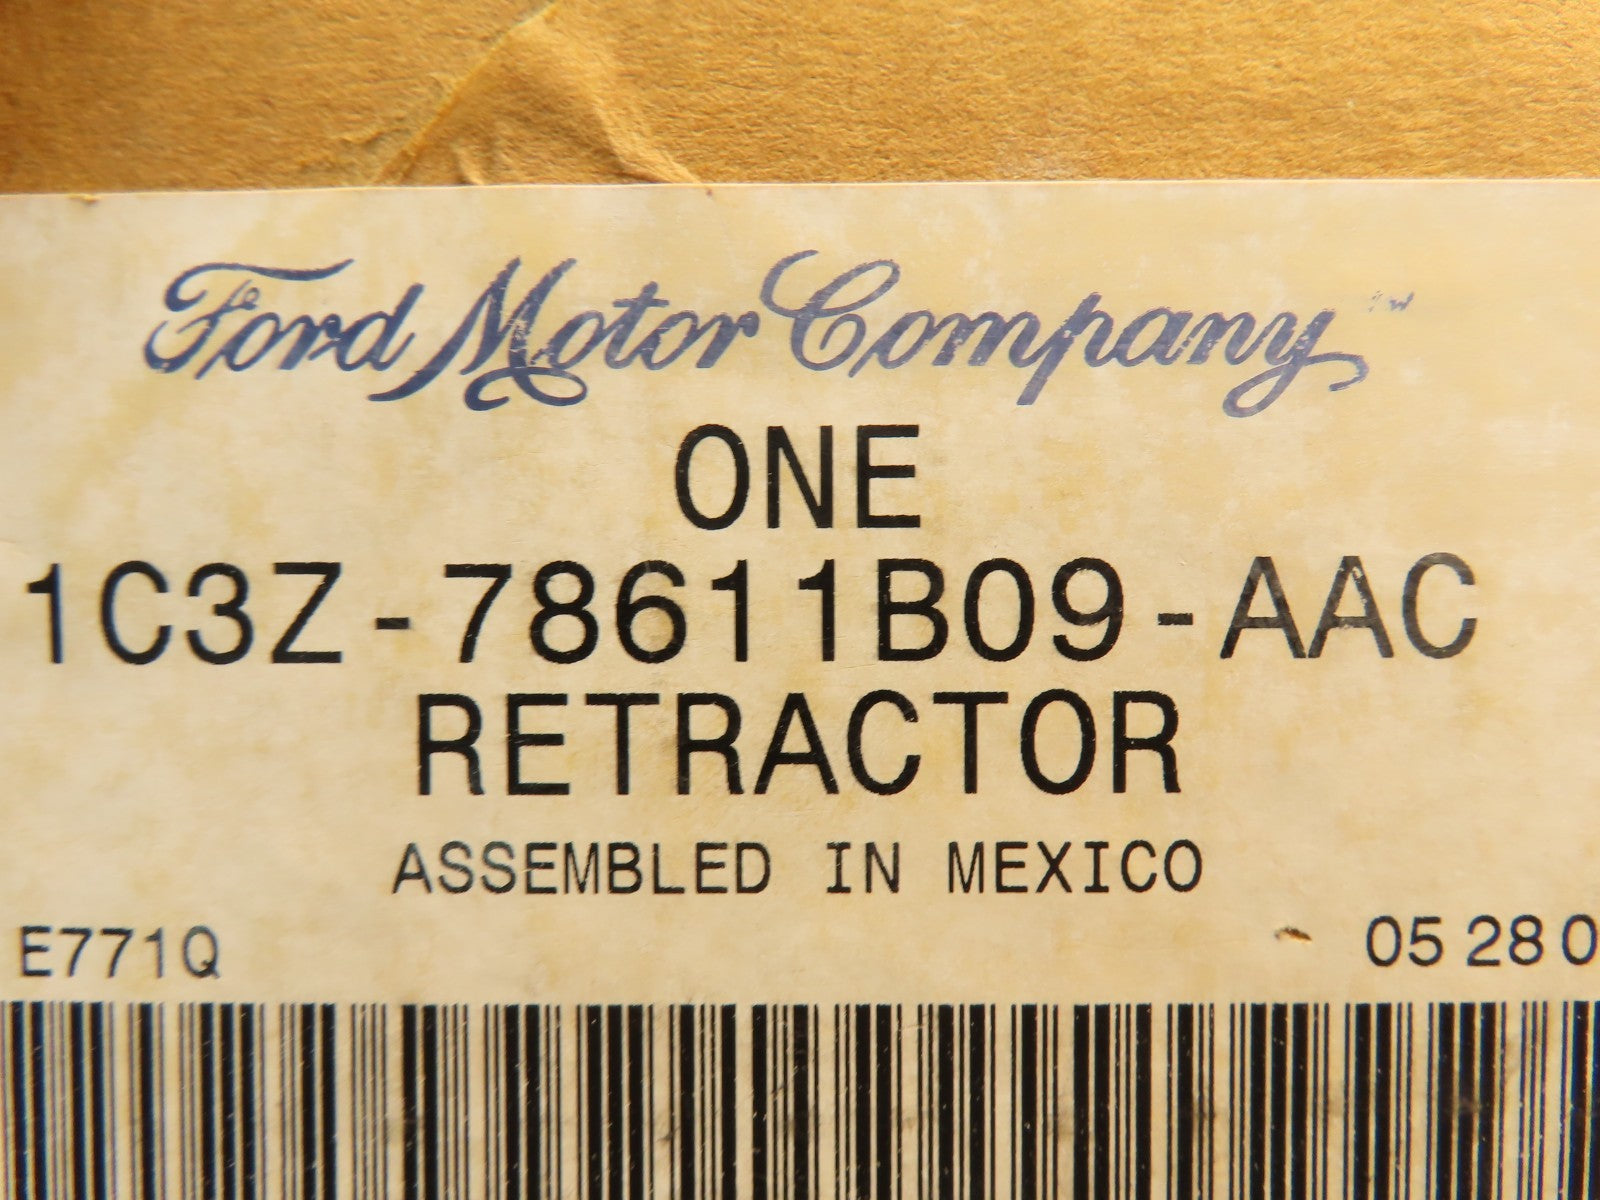 Ford Motor Company
ONE
1C3Z-78611B09-AAC
RETRACTOR
ASSEMBLED IN MEXICO
E771Q 05 28 0